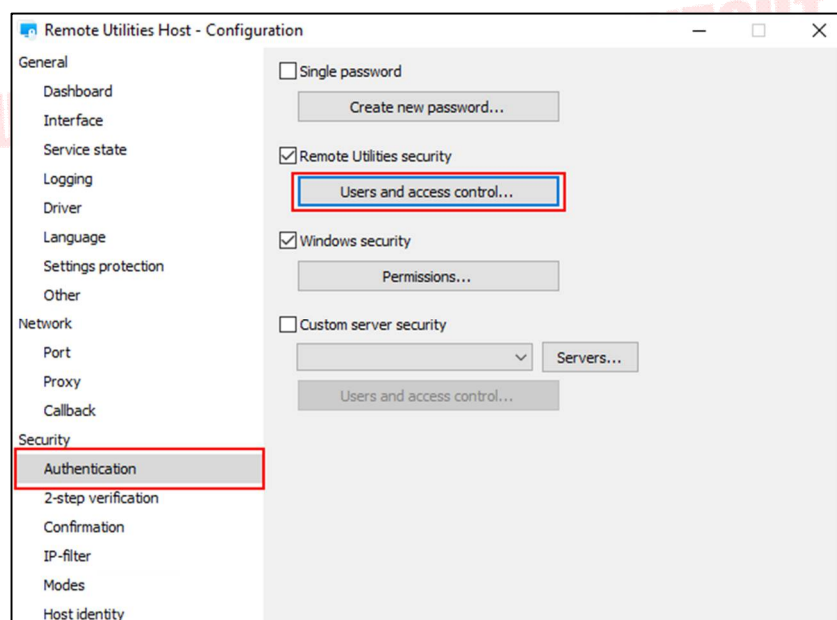 Remote Utilities Host - Configuration
General
Dashboard
Interface
Service state
Logging
Driver
Language
Settings protection
Other
Network
Port
Proxy
Callback
Security
Authentication
2-step verification
Confirmation
IP-filter
Modes
Host identity
Single password
Create new password...
Remote Utilities security
Users and access control...
Windows security
Permissions...
Custom server security
Servers...
Users and access control...